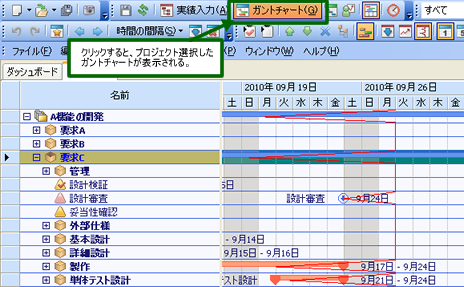 実績入力(A)
ガントチャート(G)
すべて
時間の間隔(S)
ファイル(F)
ウィンドウ(W)
ヘルプ(H)
クリックすると、プロジェクト選択した
ガントチャートが表示される。
ダッシュボード
名前
2010年 09月 19日
2010年 09月 26日
土 日 月 火 水 木 金 土 日 月 火 水 木 金
A機能の開発
要求A
要求B
要求C
管理
設計検証
5日
設計審査
設計審査
9月24日
妥当性確認
外部仕様
基本設計
- 9月14日
詳細設計
9月15日 - 9月16日
製作
9月17日 - 9月24日
単体テスト設計
テスト設計
9月21日 - 9月24日